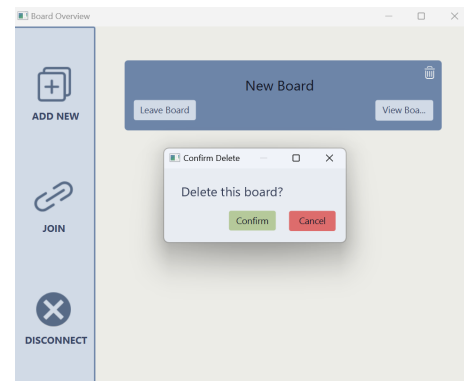 Board Overview
ADD NEW
JOIN
DISCONNECT
New Board
Leave Board
View Boa...
Confirm Delete
Delete this board?
Confirm
Cancel